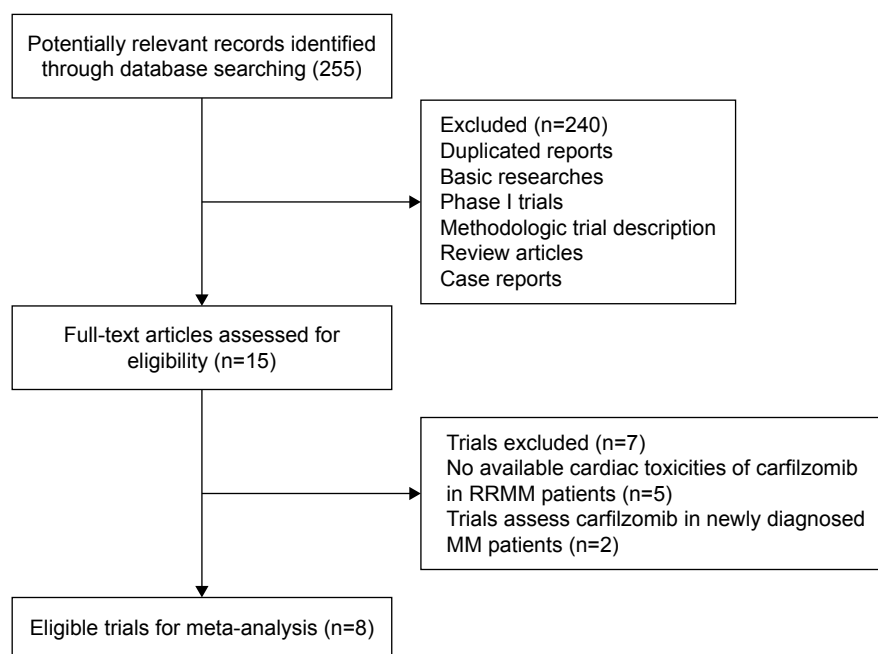 Potentially relevant records identified
through database searching (255)
Excluded (n=240)
Duplicated reports
Basic researches
Phase I trials
Methodologic trial description
Review articles
Case reports
Full-text articles assessed for
eligibility (n=15)
Trials excluded (n=7)
No available cardiac toxicities of carfilzomib
in RRMM patients (n=5)
Trials assess carfilzomib in newly diagnosed
MM patients (n=2)
Eligible trials for meta-analysis (n=8)